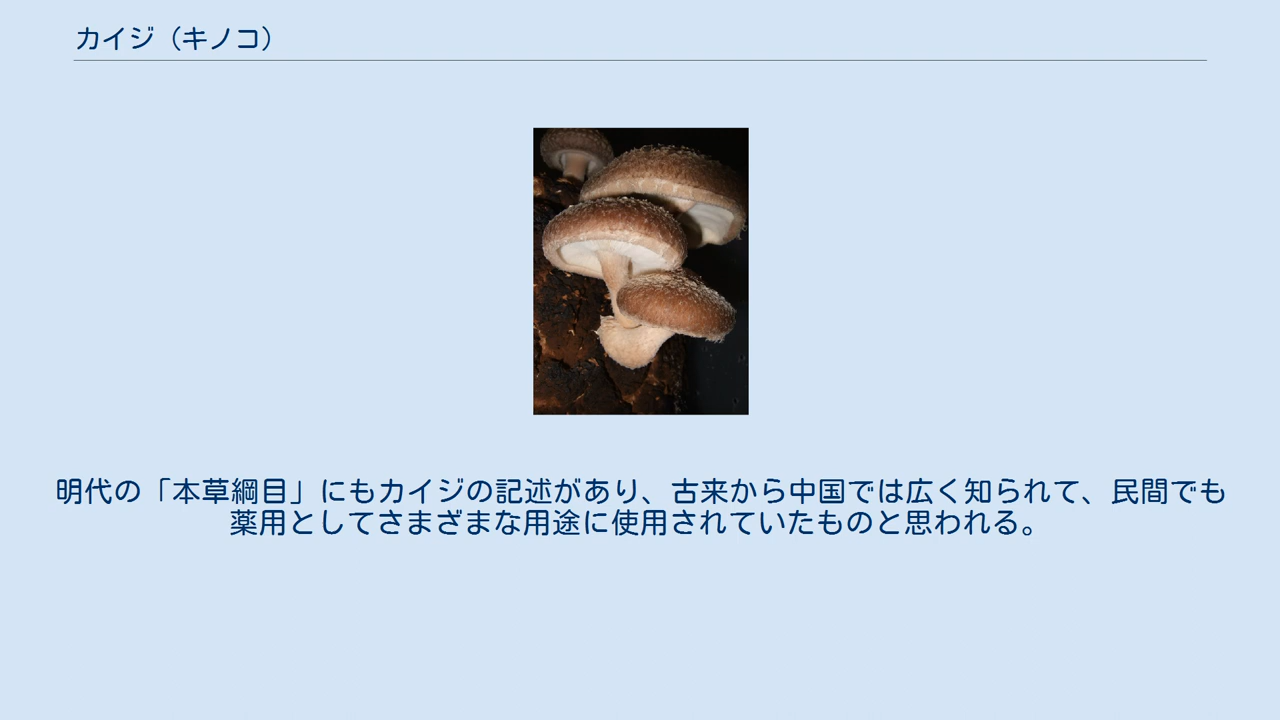 カイジ（キノコ）
明代の「本草綱目」にもカイジの記述があり、古来から中国では広く知られて、民間でも
薬用としてさまざまな用途に使用されていたものと思われる。